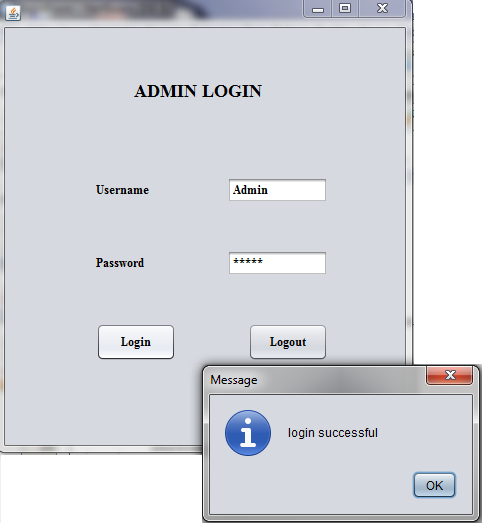 ADMIN LOGIN
Username Admin
Password *****
Login Logout
Message
login successful
OK